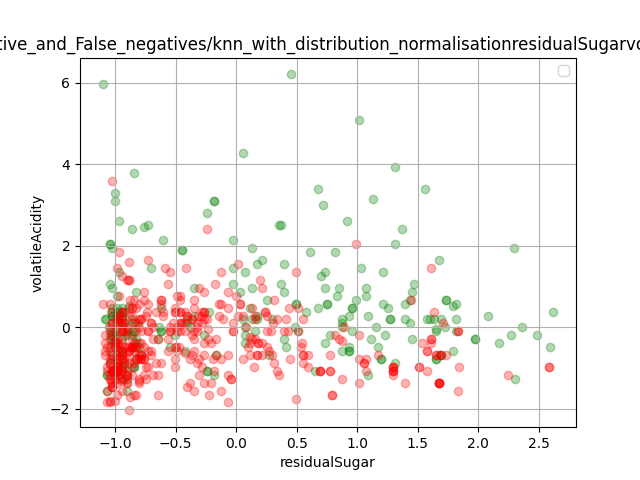 tive_and_False_negatives/knn_with_distribution_normalisationresidualSugarvo
6
4
2
0
−2
volatileAcidity
−1.0 −0.5 0.0 0.5 1.0 1.5 2.0 2.5
residualSugar